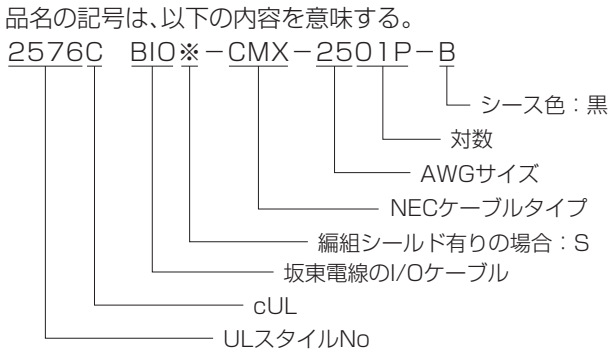 品名の記号は、以下の内容を意味する。
2576C BIO※－CMX－2501P－B
シース色：黒
対数
AWGサイズ
NECケーブルタイプ
編組シールド有りの場合：S
坂東電線のI/Oケーブル
cUL
ULスタイルNo